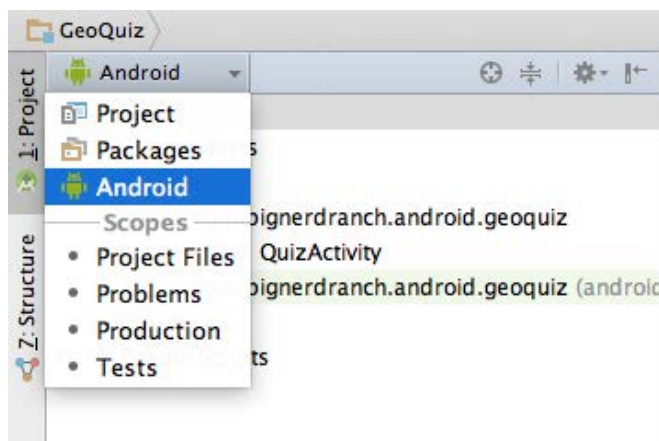 GeoQuiz
1: Project
Android
Project
Packages
s
Android
Scopes
bignerdranch.android.geoquiz
Project Files
QuizActivity
Problems
bignerdranch.android.geoquiz (android
Production
Tests
ts
7: Structure